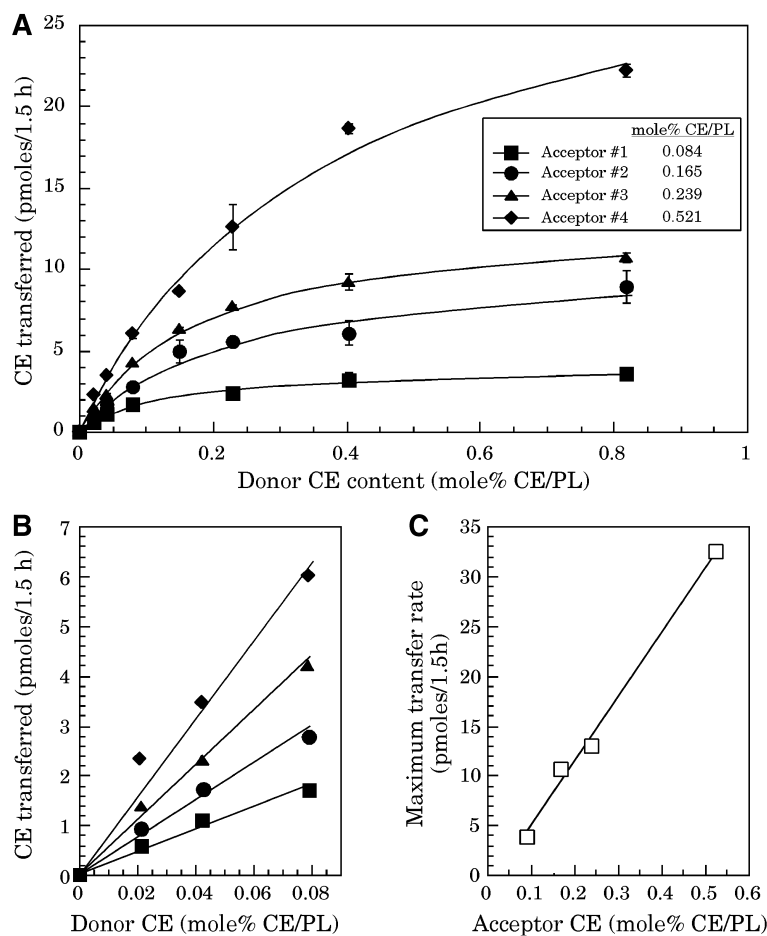 A
25
20
15
10
5
0
CE transferred (pmoles/1.5 h)
mole% CE/PL
Acceptor #1 0.084
Acceptor #2 0.165
Acceptor #3 0.239
Acceptor #4 0.521
0 0.2 0.4 0.6 0.8 1
Donor CE content (mole% CE/PL)
B
7
6
5
4
3
2
1
0
CE transferred (pmoles/1.5 h)
0 0.02 0.04 0.06 0.08
Donor CE (mole% CE/PL)
C
35
30
25
20
15
10
5
0
Maximum transfer rate
(pmoles/1.5h)
0 0.1 0.2 0.3 0.4 0.5 0.6
Acceptor CE (mole% CE/PL)